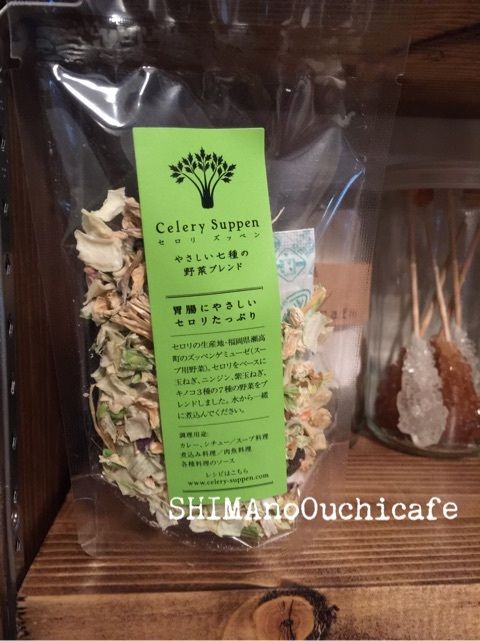 Celery Suppen
セロリ ズッペン
やさしい七種の
野菜ブレンド
胃腸にやさしい
セロリたっぷり
セロリの生産地・福岡県瀬高
町のズッペンゲミューゼ(スー
プ用野菜)。セロリをベースに
玉ねぎ、ニンジン、紫玉ねぎ、
キノコ3種の7種の野菜をブ
レンドしました。水から一緒
に煮込んでください。
調理用途:
カレー、シチュー/スープ料理
煮込み料理/肉魚料理
各種料理のソース
レシピはこちら
www.celery-suppen.com
SHIMAnoOuchicafe